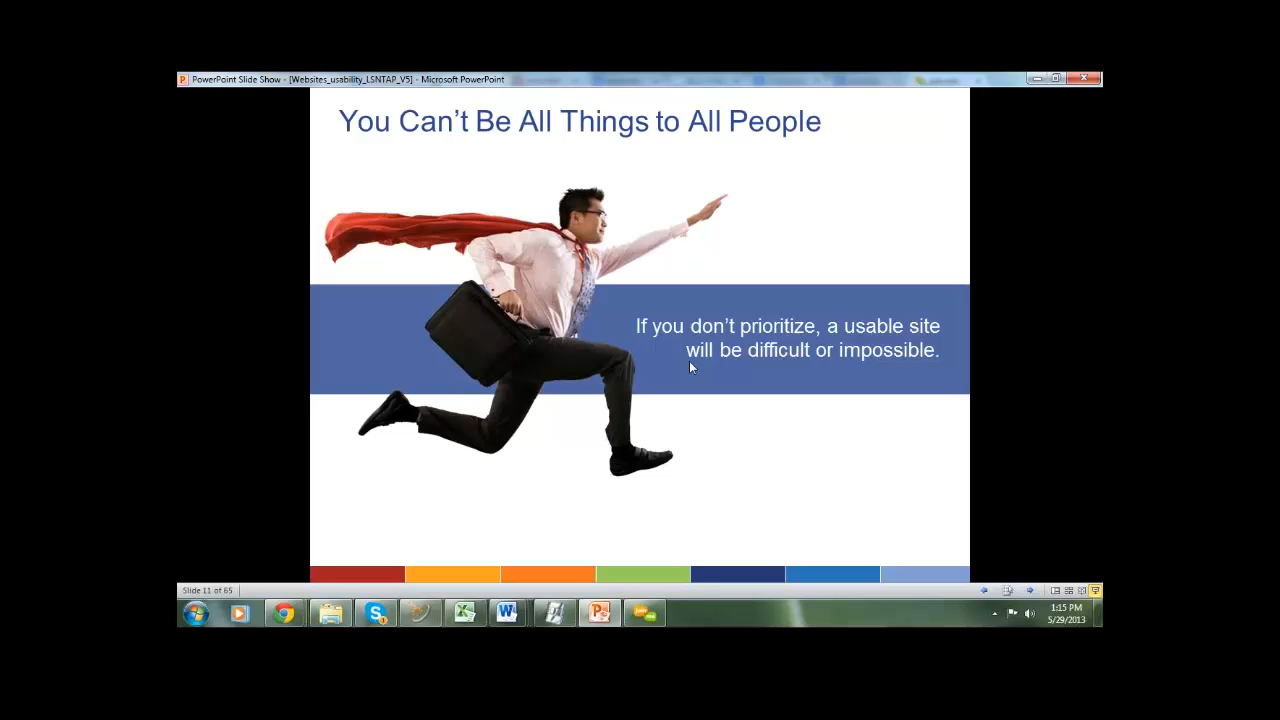 PowerPoint Slide Show - [Websites_usability_LSNTAP_V5] - Microsoft PowerPoint
You Can't Be All Things to All People
If you don't prioritize, a usable site
will be difficult or impossible.
Slide 11 of 65
1:15 PM
5/29/2013